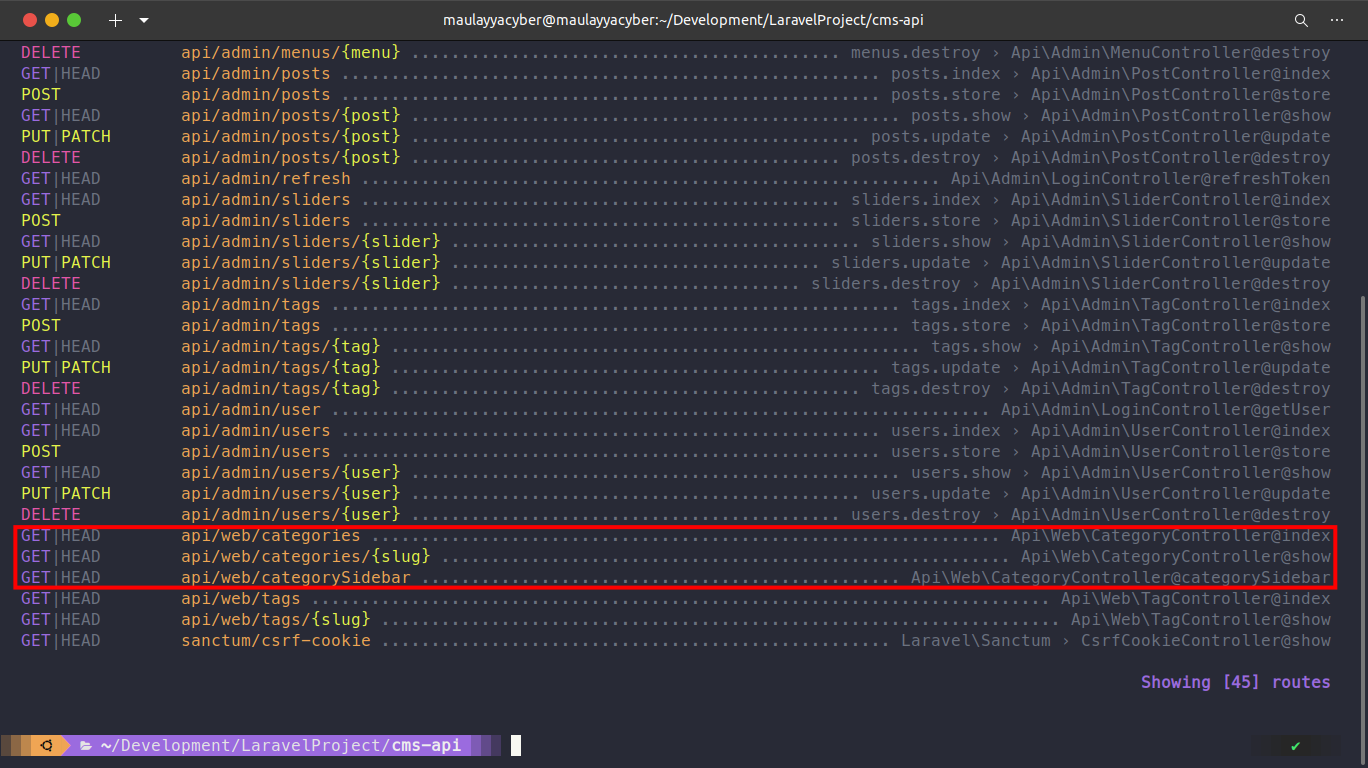 maulayyacyber@maulayyacyber:~/Development/LaravelProject/cms-api
DELETE api/admin/menus/{menu} ........................................... menus.destroy › Api\Admin\MenuController@destroy
GET|HEAD api/admin/posts ...................................................... posts.index › Api\Admin\PostController@index
POST api/admin/posts ...................................................... posts.store › Api\Admin\PostController@store
GET|HEAD api/admin/posts/{post} ................................................. posts.show › Api\Admin\PostController@show
PUT|PATCH api/admin/posts/{post} ............................................. posts.update › Api\Admin\PostController@update
DELETE api/admin/posts/{post} ........................................... posts.destroy › Api\Admin\PostController@destroy
GET|HEAD api/admin/refresh .......................................................... Api\Admin\LoginController@refreshToken
GET|HEAD api/admin/sliders ................................................ sliders.index › Api\Admin\SliderController@index
POST api/admin/sliders ................................................ sliders.store › Api\Admin\SliderController@store
GET|HEAD api/admin/sliders/{slider} ......................................... sliders.show › Api\Admin\SliderController@show
PUT|PATCH api/admin/sliders/{slider} ..................................... sliders.update › Api\Admin\SliderController@update
DELETE api/admin/sliders/{slider} ................................... sliders.destroy › Api\Admin\SliderController@destroy
GET|HEAD api/admin/tags ......................................................... tags.index › Api\Admin\TagController@index
POST api/admin/tags ......................................................... tags.store › Api\Admin\TagController@store
GET|HEAD api/admin/tags/{tag} ..................................................... tags.show › Api\Admin\TagController@show
PUT|PATCH api/admin/tags/{tag} ................................................. tags.update › Api\Admin\TagController@update
DELETE api/admin/tags/{tag} ............................................... tags.destroy › Api\Admin\TagController@destroy
GET|HEAD api/admin/user .................................................................. Api\Admin\LoginController@getUser
GET|HEAD api/admin/users ...................................................... users.index › Api\Admin\UserController@index
POST api/admin/users ...................................................... users.store › Api\Admin\UserController@store
GET|HEAD api/admin/users/{user} ................................................. users.show › Api\Admin\UserController@show
PUT|PATCH api/admin/users/{user} ............................................. users.update › Api\Admin\UserController@update
DELETE api/admin/users/{user} ........................................... users.destroy › Api\Admin\UserController@destroy
GET|HEAD api/web/categories ............................................................... Api\Web\CategoryController@index
GET|HEAD api/web/categories/{slug} ......................................................... Api\Web\CategoryController@show
GET|HEAD api/web/categorySidebar ................................................ Api\Web\CategoryController@categorySidebar
GET|HEAD api/web/tags .......................................................................... Api\Web\TagController@index
GET|HEAD api/web/tags/{slug} .................................................................... Api\Web\TagController@show
GET|HEAD sanctum/csrf-cookie ................................................... Laravel\Sanctum › CsrfCookieController@show
Showing [45] routes
~/Development/LaravelProject/cms-api